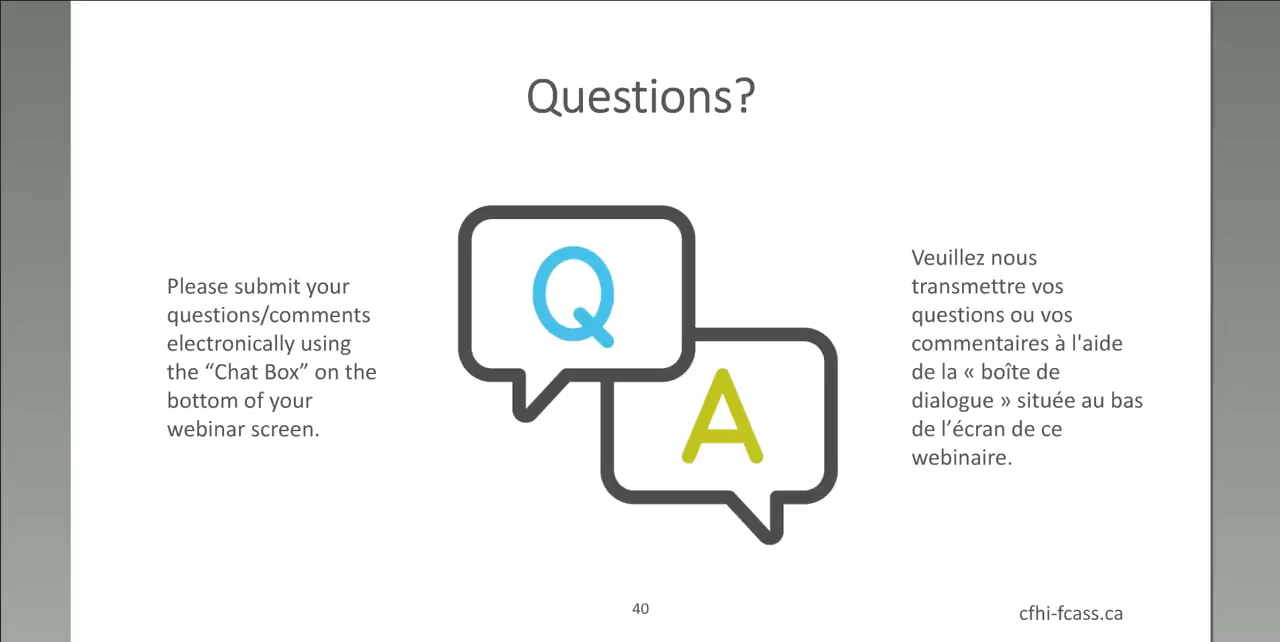 Questions?
Please submit your
questions/comments
electronically using
the “Chat Box” on the
bottom of your
webinar screen.
Q
A
Veuillez nous
transmettre vos
questions ou vos
commentaires à l'aide
de la « boîte de
dialogue » située au bas
de l’écran de ce
webinaire.
40
cfhi-fcass.ca